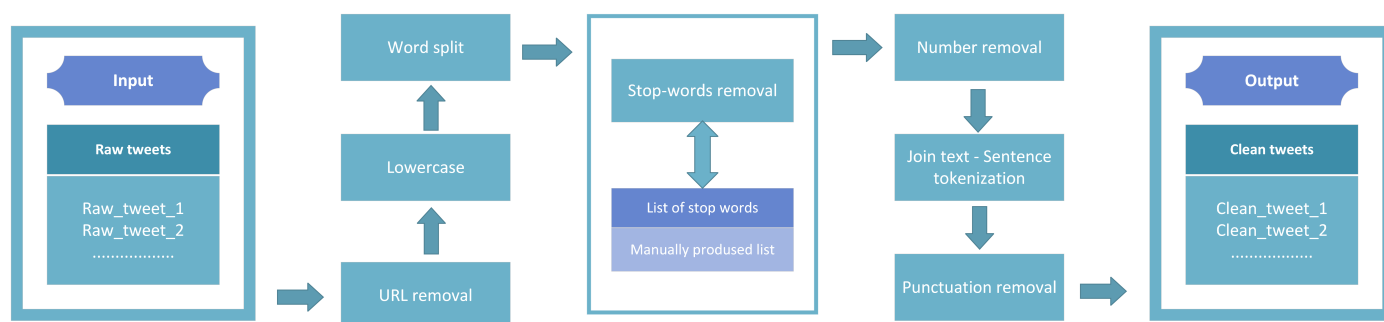 Input
Raw tweets
Raw_tweet_1
Raw_tweet_2
..................
URL removal
Lowercase
Word split
Stop-words removal
List of stop words
Manually prodused list
Number removal
Join text - Sentence
tokenization
Punctuation removal
Output
Clean tweets
Clean_tweet_1
Clean_tweet_2
..................